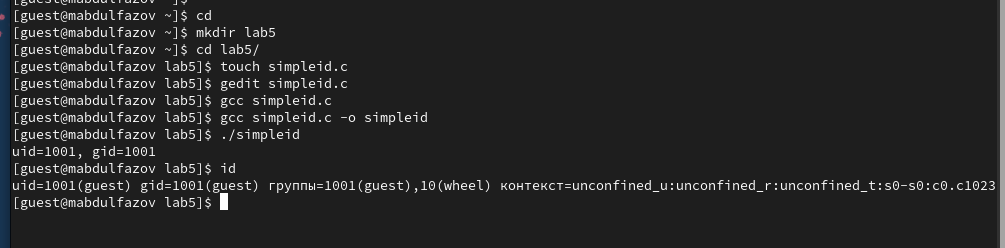 [guest@mabdulfazov ~]$
[guest@mabdulfazov ~]$ cd
[guest@mabdulfazov ~]$ mkdir lab5
[guest@mabdulfazov ~]$ cd lab5/
[guest@mabdulfazov lab5]$ touch simpleid.c
[guest@mabdulfazov lab5]$ gedit simpleid.c
[guest@mabdulfazov lab5]$ gcc simpleid.c
[guest@mabdulfazov lab5]$ gcc simpleid.c -o simpleid
[guest@mabdulfazov lab5]$ ./simpleid
uid=1001, gid=1001
[guest@mabdulfazov lab5]$ id
uid=1001(guest) gid=1001(guest) группы=1001(guest),10(wheel) контекст=unconfined_u:unconfined_r:unconfined_t:s0-s0:c0.c1023
[guest@mabdulfazov lab5]$